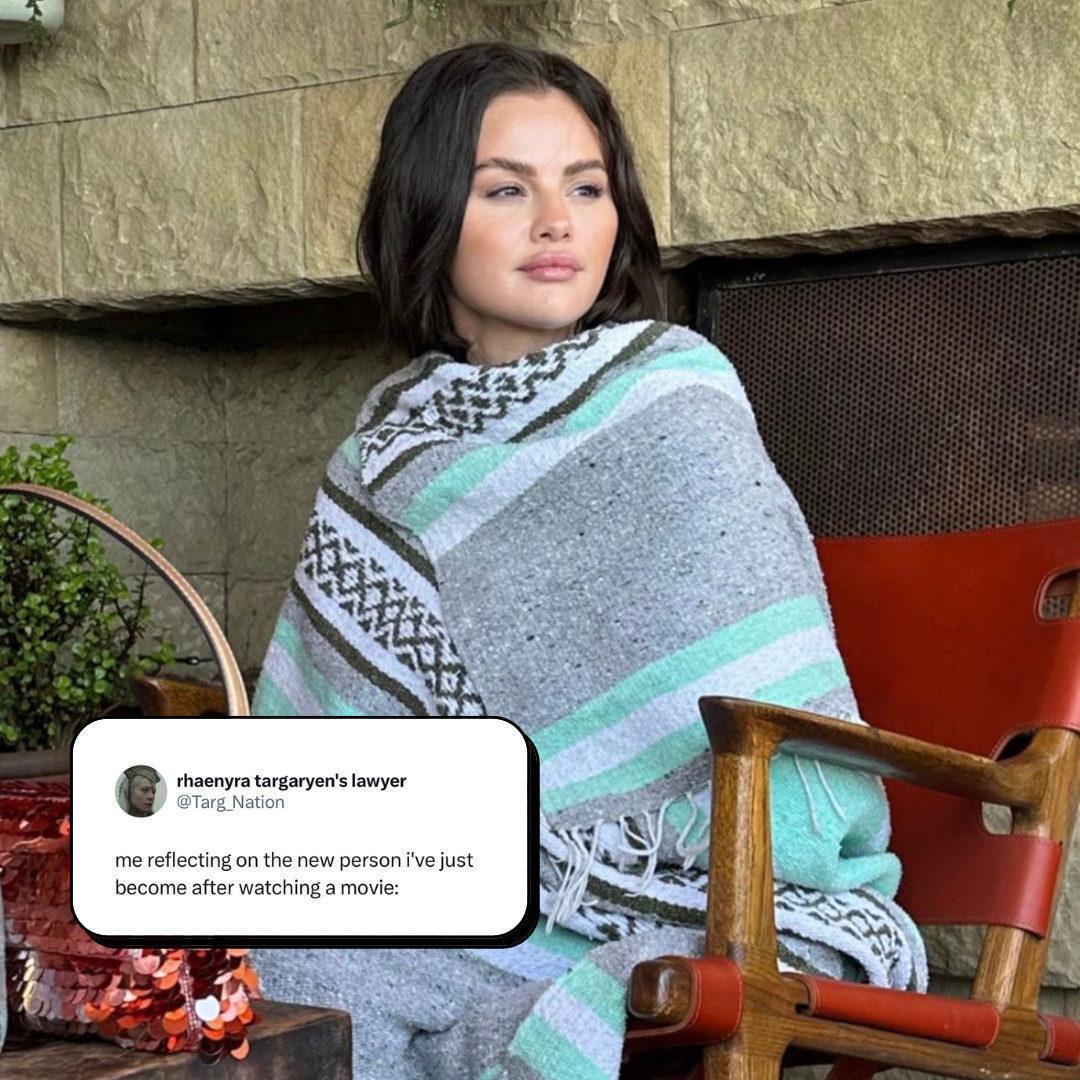 rhaenyra targaryen's lawyer
@Targ_Nation
me reflecting on the new person i've just
become after watching a movie: